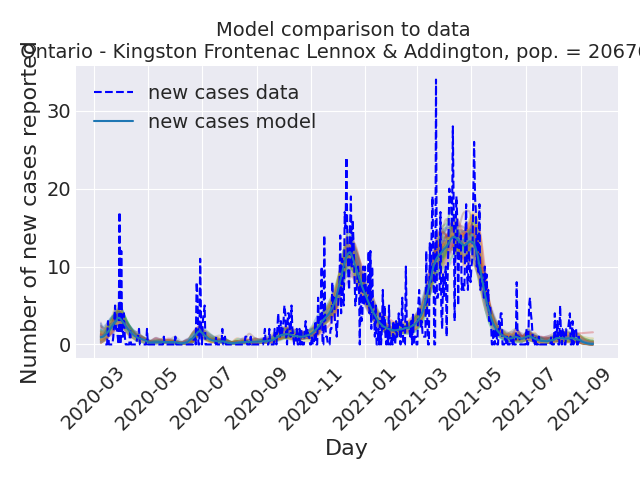 Model comparison to data
Ontario - Kingston Frontenac Lennox & Addington, pop. = 20670
Number of new cases reported
new cases data
new cases model
30
20
10
0
2020-03
2020-05
2020-07
2020-09
2020-11
2021-01
2021-03
2021-05
2021-07
2021-09
Day